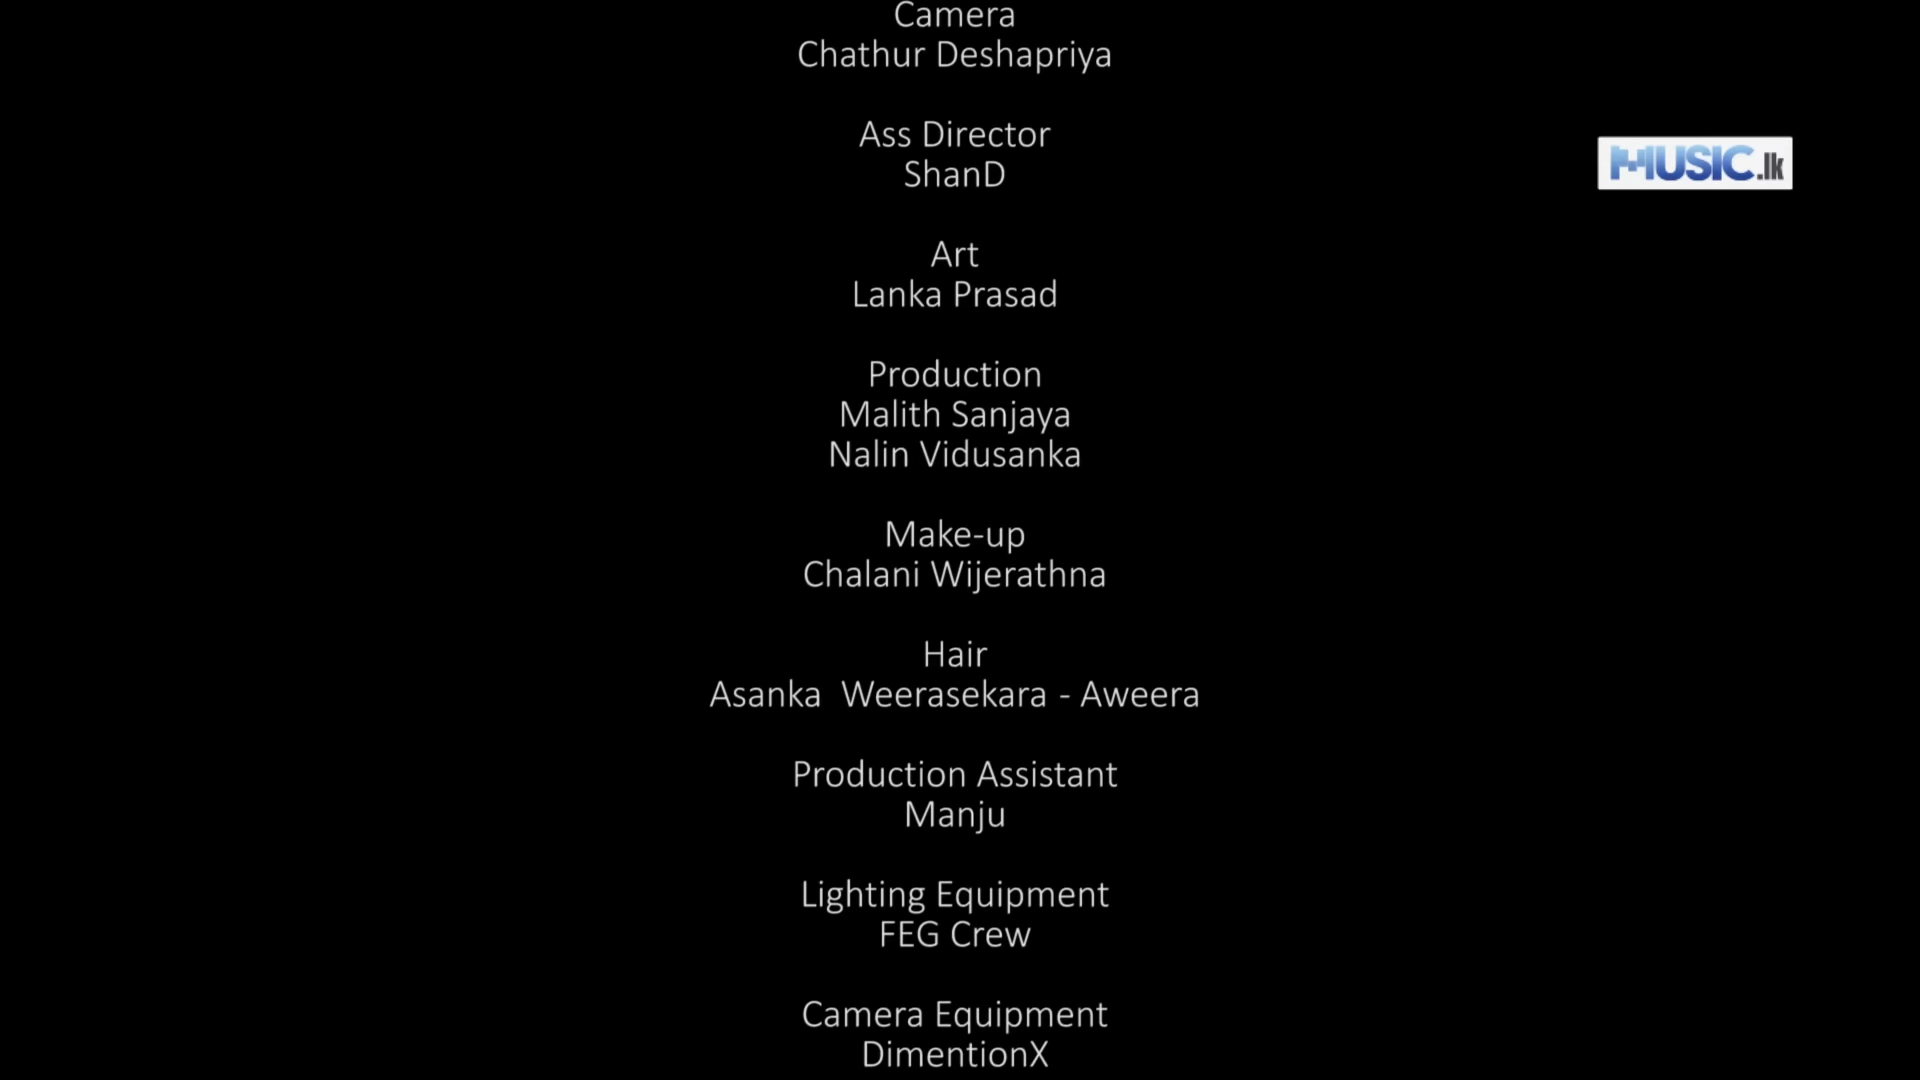 Camera
Chathur Deshapriya
Ass Director
ShanD
MUSIC.lk
Art
Lanka Prasad
Production
Malith Sanjaya
Nalin Vidusanka
Make-up
Chalani Wijerathna
Hair
Asanka  Weerasekara - Aweera
Production Assistant
Manju
Lighting Equipment
FEG Crew
Camera Equipment
DimentionX